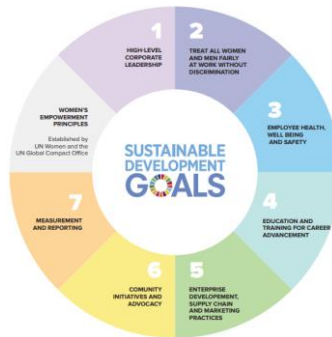 1
HIGH-LEVEL
CORPORATE
LEADERSHIP
2
TREAT ALL WOMEN
AND MEN FAIRLY
AT WORK WITHOUT
DISCRIMINATION
3
EMPLOYEE HEALTH,
WELL BEING
AND SAFETY
4
EDUCATION AND
TRAINING FOR CAREER
ADVANCEMENT
5
ENTERPRISE
DEVELOPEMENT,
SUPPLY CHAIN
AND MARKETING
PRACTICES
6
COMUNITY
INITIATIVES AND
ADVOCACY
7
MEASUREMENT
AND REPORTING
WOMEN'S
EMPOWERMENT
PRINCIPLES
Established by
UN Women and the
UN Global Compact Office
SUSTAINABLE
DEVELOPMENT
GOALS